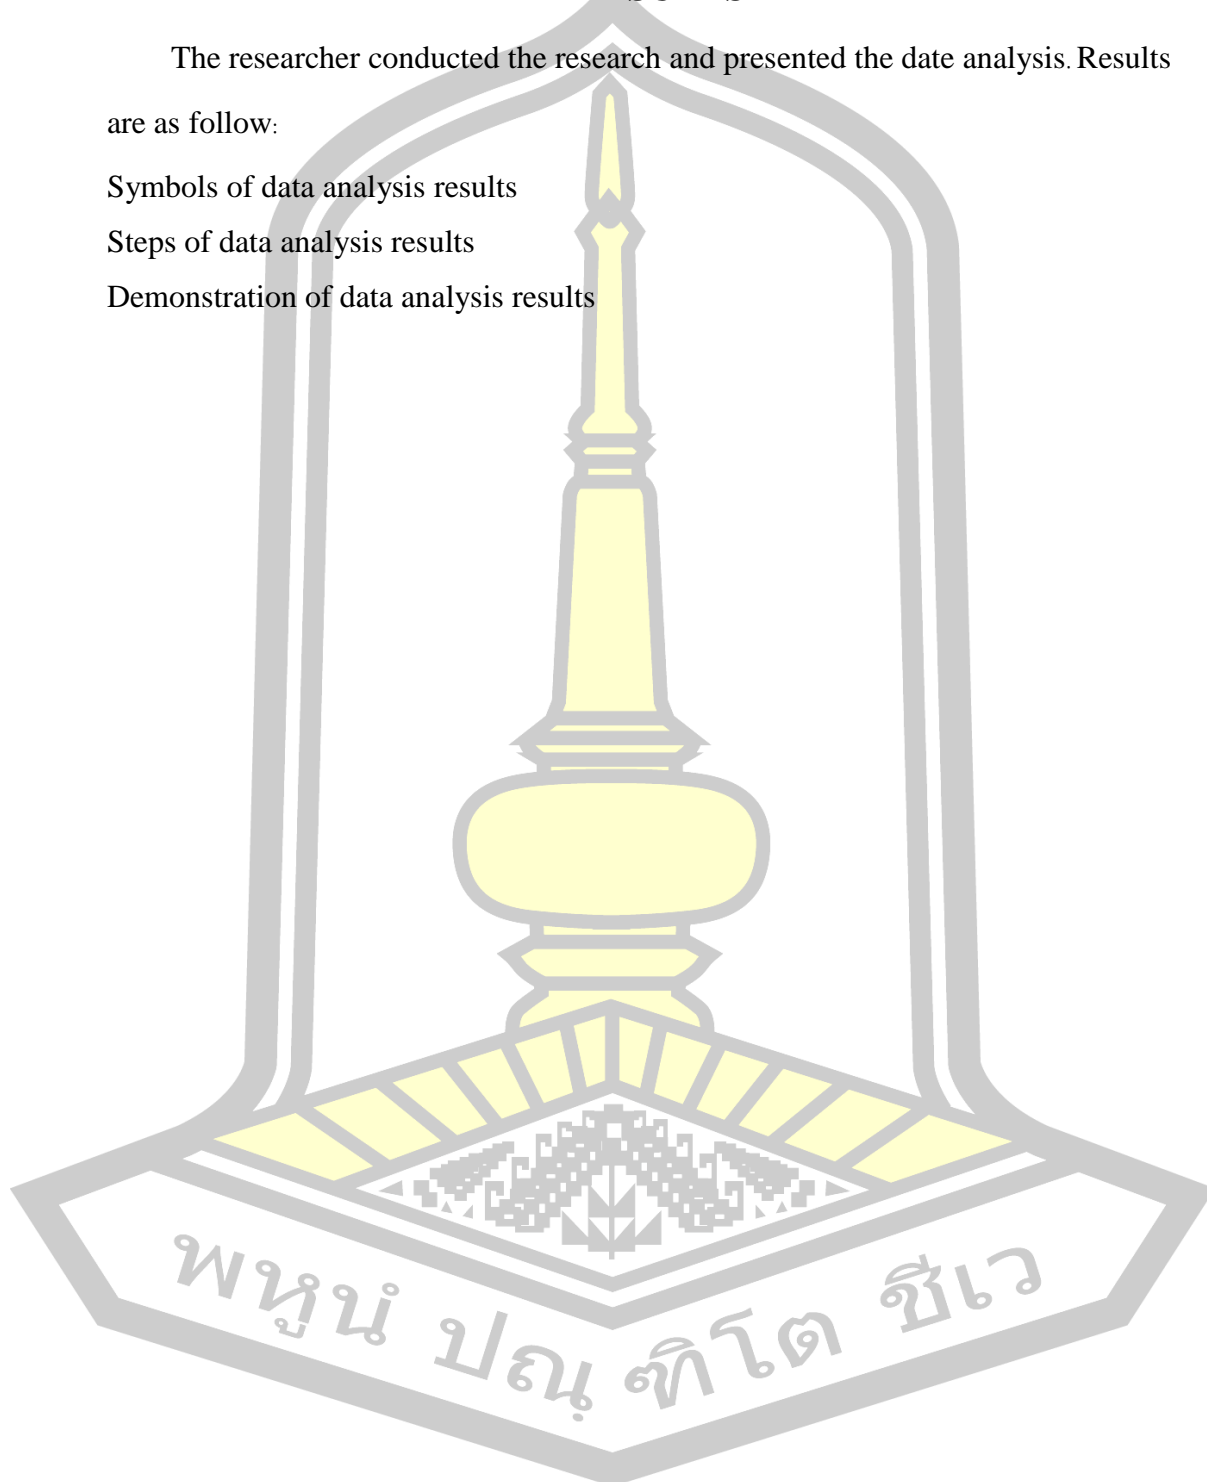 The researcher conducted the research and presented the date analysis. Results
are as follow:
Symbols of data analysis results
Steps of data analysis results
Demonstration of data analysis results
พหูนํ ปณฺฑิโต ชีเว